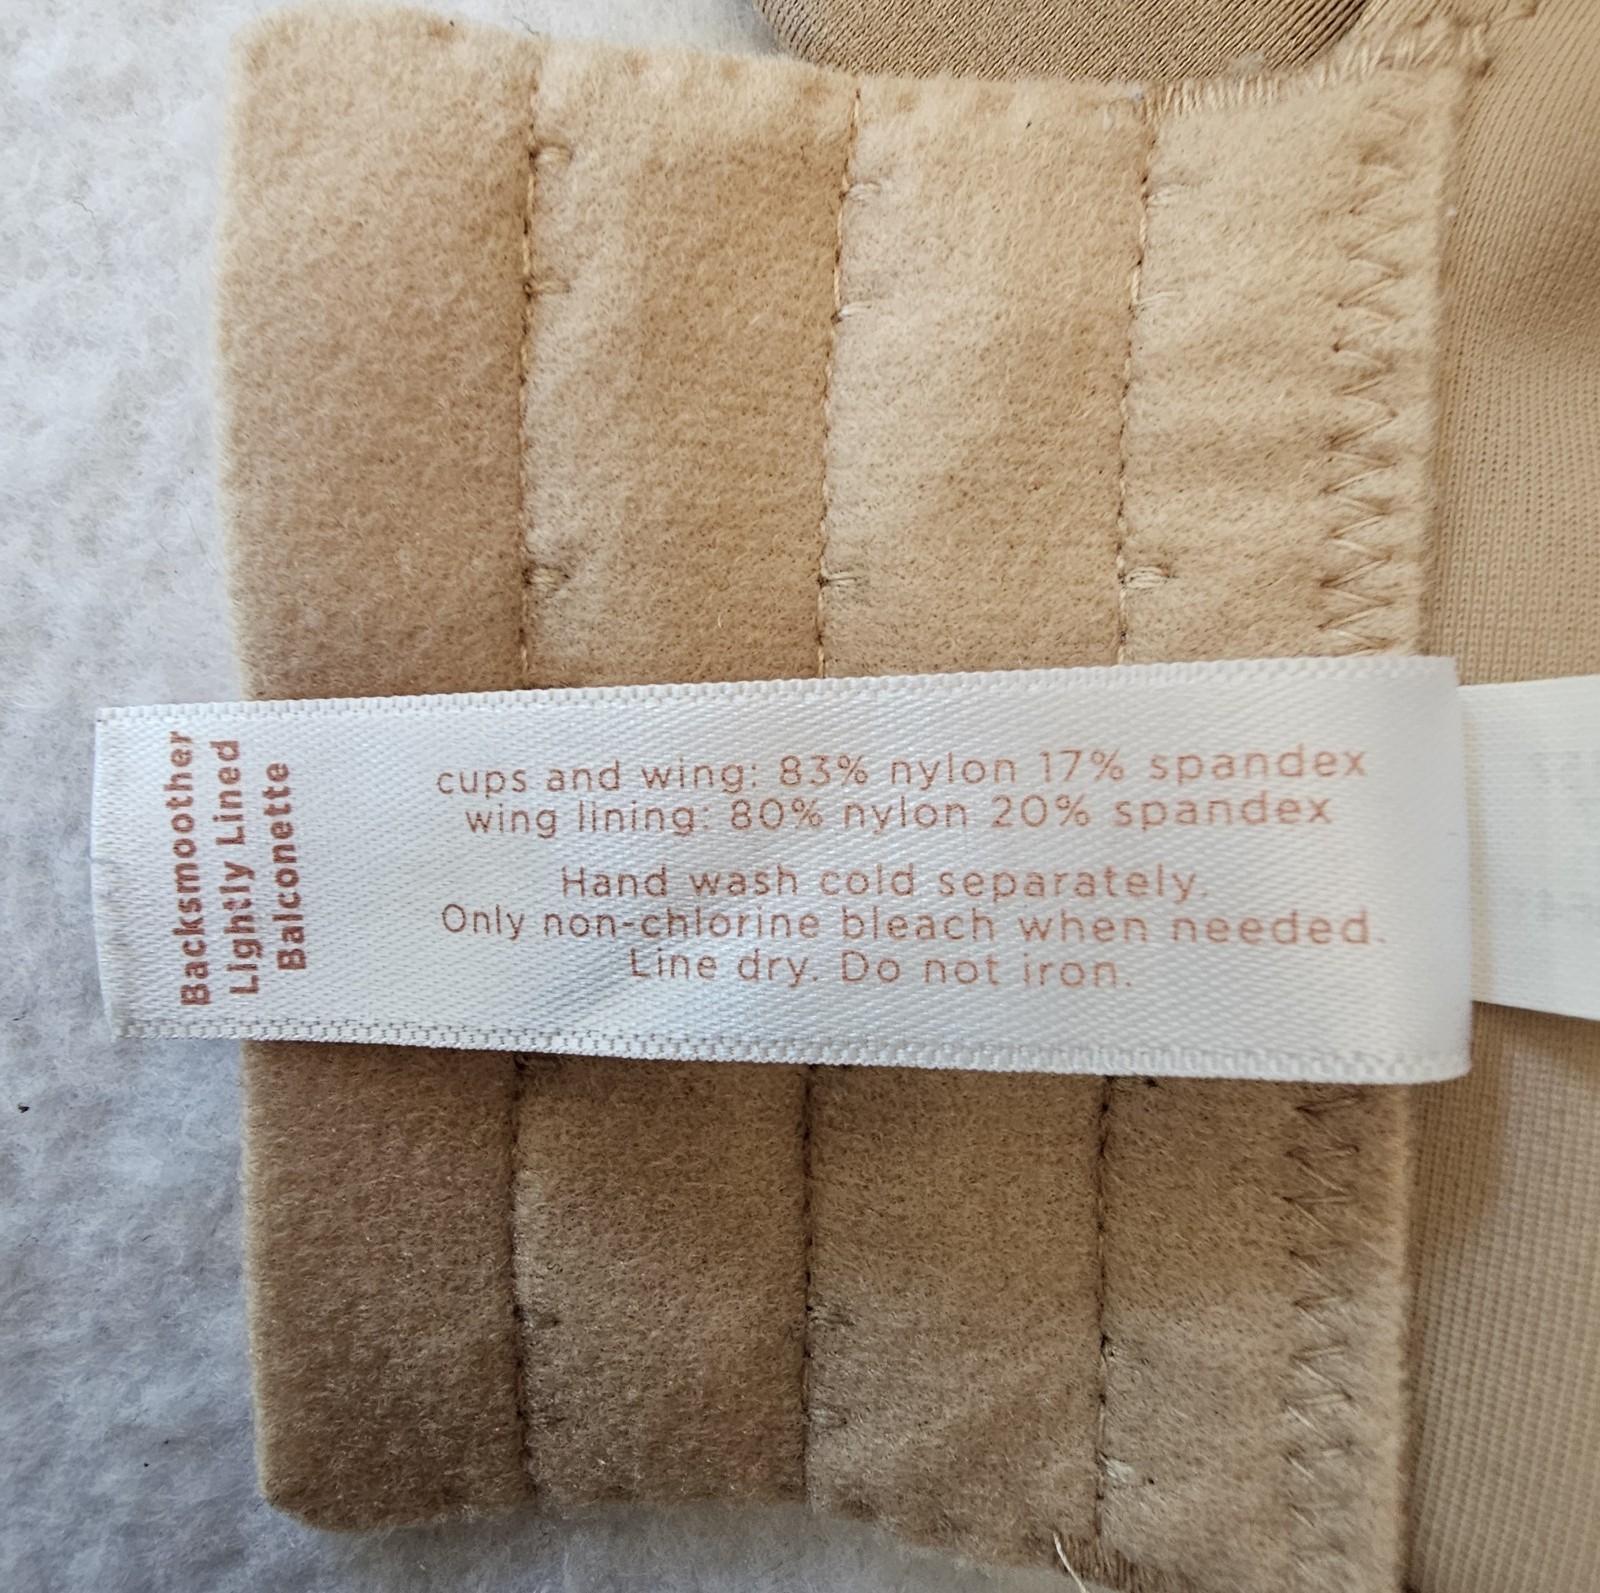 Backsmoother
Lightly Lined
Balconette
cups and wing: 83% nylon 17% spandex
wing lining: 80% nylon 20% spandex
Hand wash cold separately.
Only non-chlorine bleach when needed.
Line dry. Do not iron.